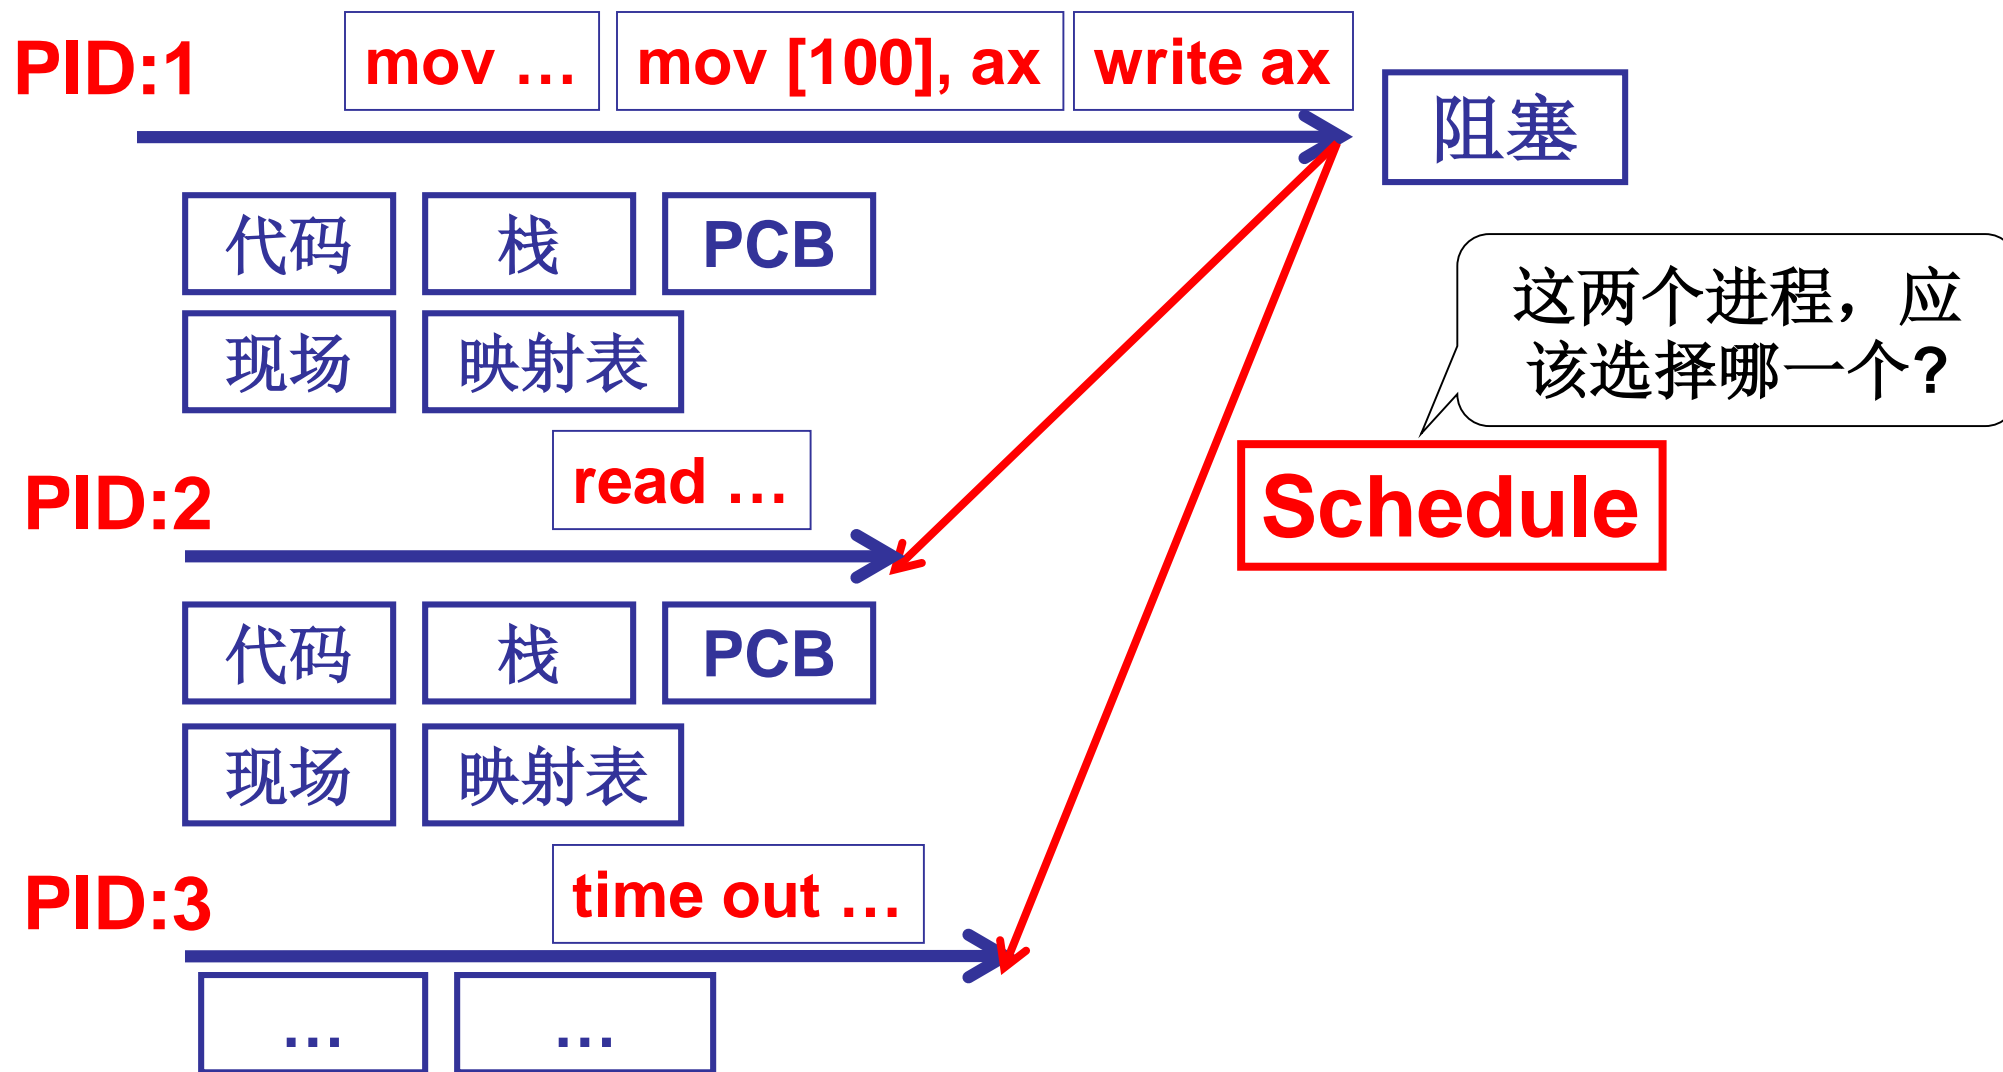 PID:1
mov …
mov [100], ax
write ax
阻塞
代码
栈
PCB
现场
映射表
这两个进程，应
该选择哪一个?
Schedule
PID:2
read …
代码
栈
PCB
现场
映射表
PID:3
time out …
…
…